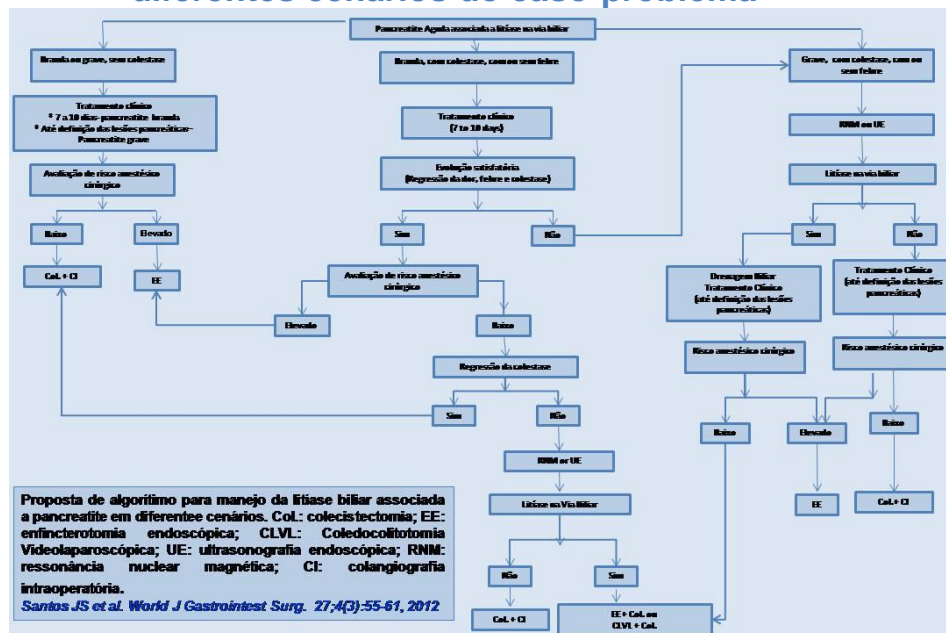 diferentes cenários do caso problema
Pancreatite Aguda associada a litíase na via biliar
Branda ou grave, sem colestase
Branda, com colestase, com ou sem febre
Grave, com colestase, com ou
sem febre
Tratamento clínico
* 7 a 10 dias-pancreatite branda
* Até definição das lesões pancreáticas-
Pancreatite grave
Tratamento clínico
(7 to 10 days)
RNM ou UE
Avaliação de risco anestésico
cirúrgico
Evolução satisfatória
(Regressão da dor, febre e colestase)
Litíase na via biliar
Baixo
Elevado
Sim
Não
Sim
Não
CoL + CI
EE
Avaliação de risco anestésico
cirúrgico
Drenagem Biliar
Tratamento Clínico
(até definição das lesões
pancreáticas)
Tratamento Clínico
(até definição das lesões
pancreáticas)
Elevado
Baixo
Risco anestésico cirúrgico
Risco anestésico cirúrgico
Regressão da colestase
Sim
Não
Baixo
Elevado
Baixo
RNM or UE
EE
CoL + CI
Litíase na Via Biliar
Não
Sim
CoL + CI
EE + CoL ou
CLVL + CoL
Proposta de algorítimo para manejo da litíase biliar associada
a pancreatite em diferentee cenários. CoL: colecistectomia; EE:
enfincterotomia endoscópica; CLVL: Coledocolitotomia
Videolaparoscópica; UE: ultrasonografia endoscópica; RNM:
ressonância nuclear magnética; CI: colangiografia
intraoperatória.
Santos JS et al. World J Gastrointest Surg. 27;4(3):55-61, 2012